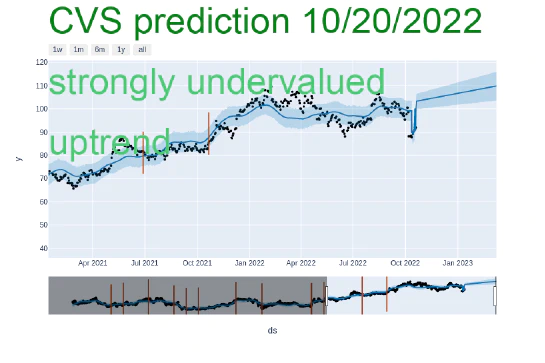 CVS prediction 10/20/2022
1w 1m 6m 1y all
120
strongly undervalued
100
90
uptrend
80
y
70
60
50
40
Apr 2021 Jul 2021 Oct 2021 Jan 2022 Apr 2022 Jul 2022 Oct 2022 Jan 2023
ds